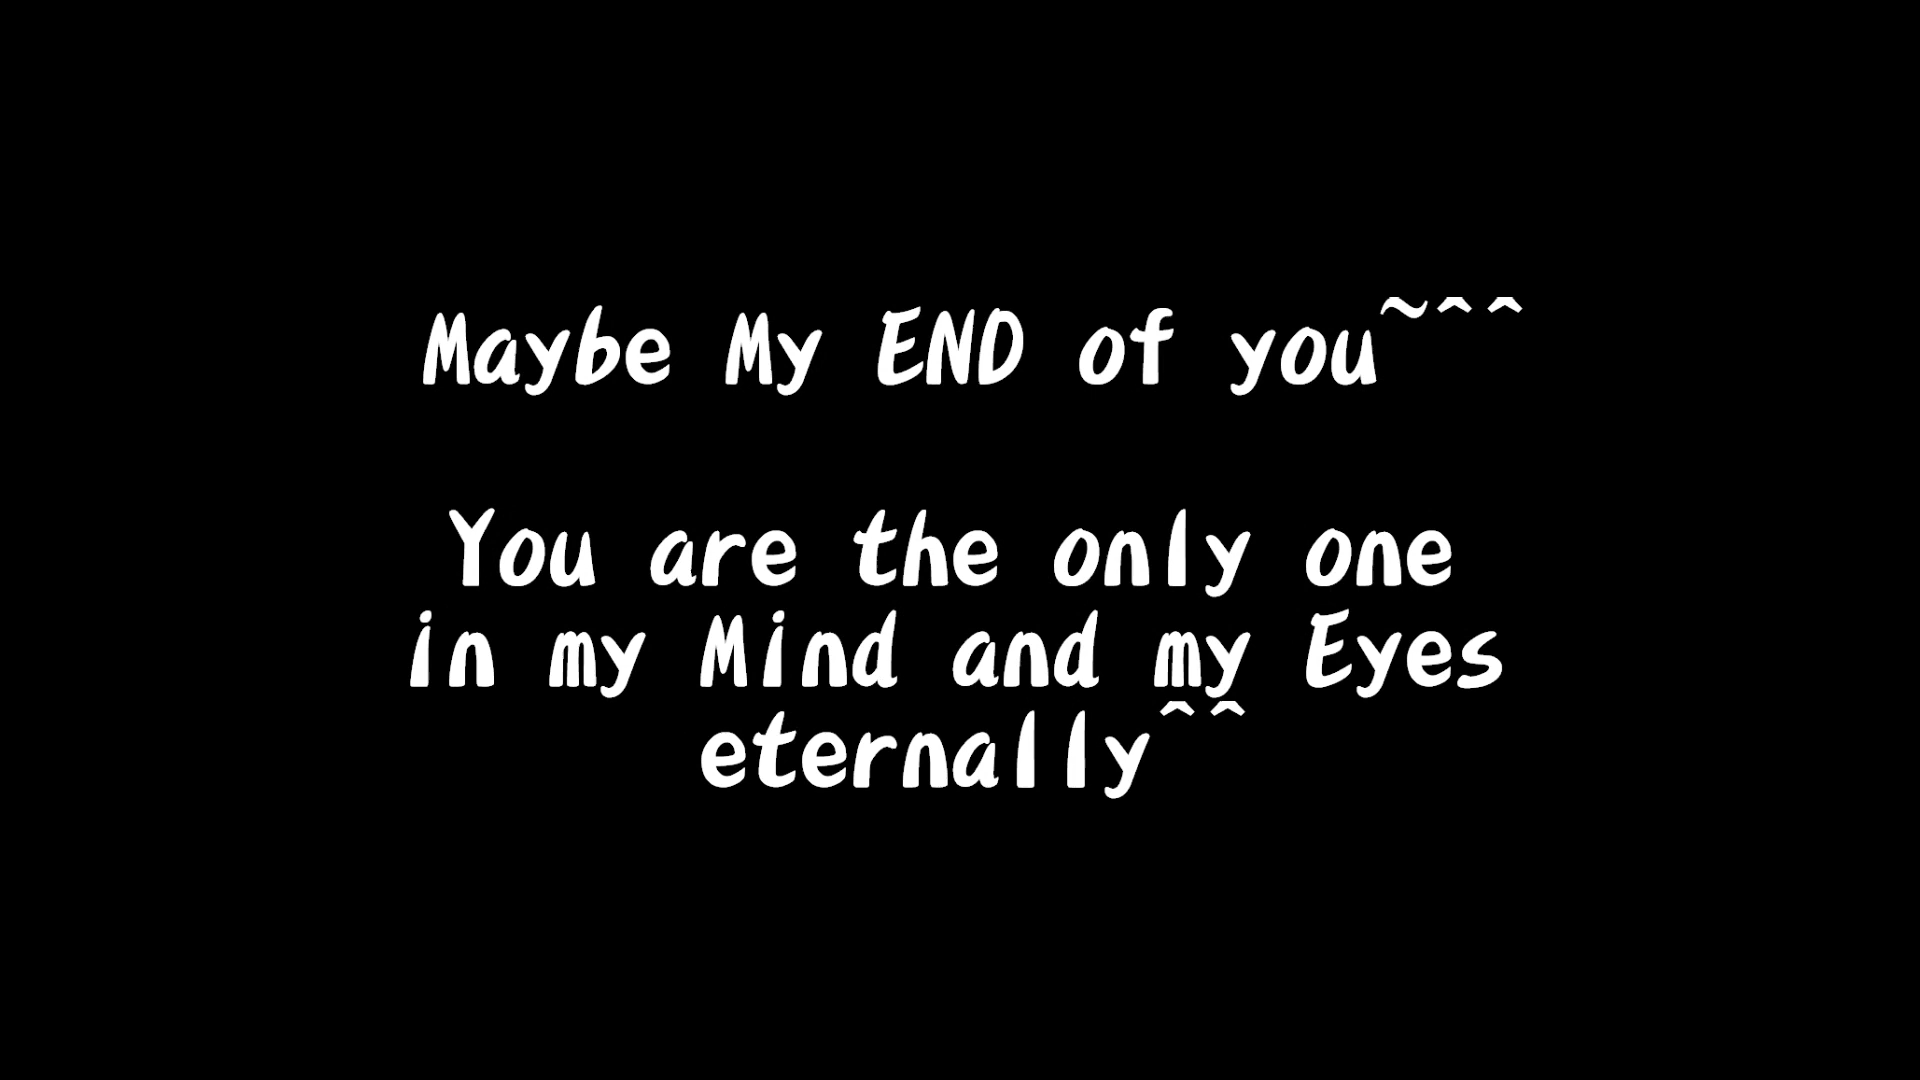 Maybe My END of you~^^
You are the only one
in my Mind and my Eyes
eternally^^